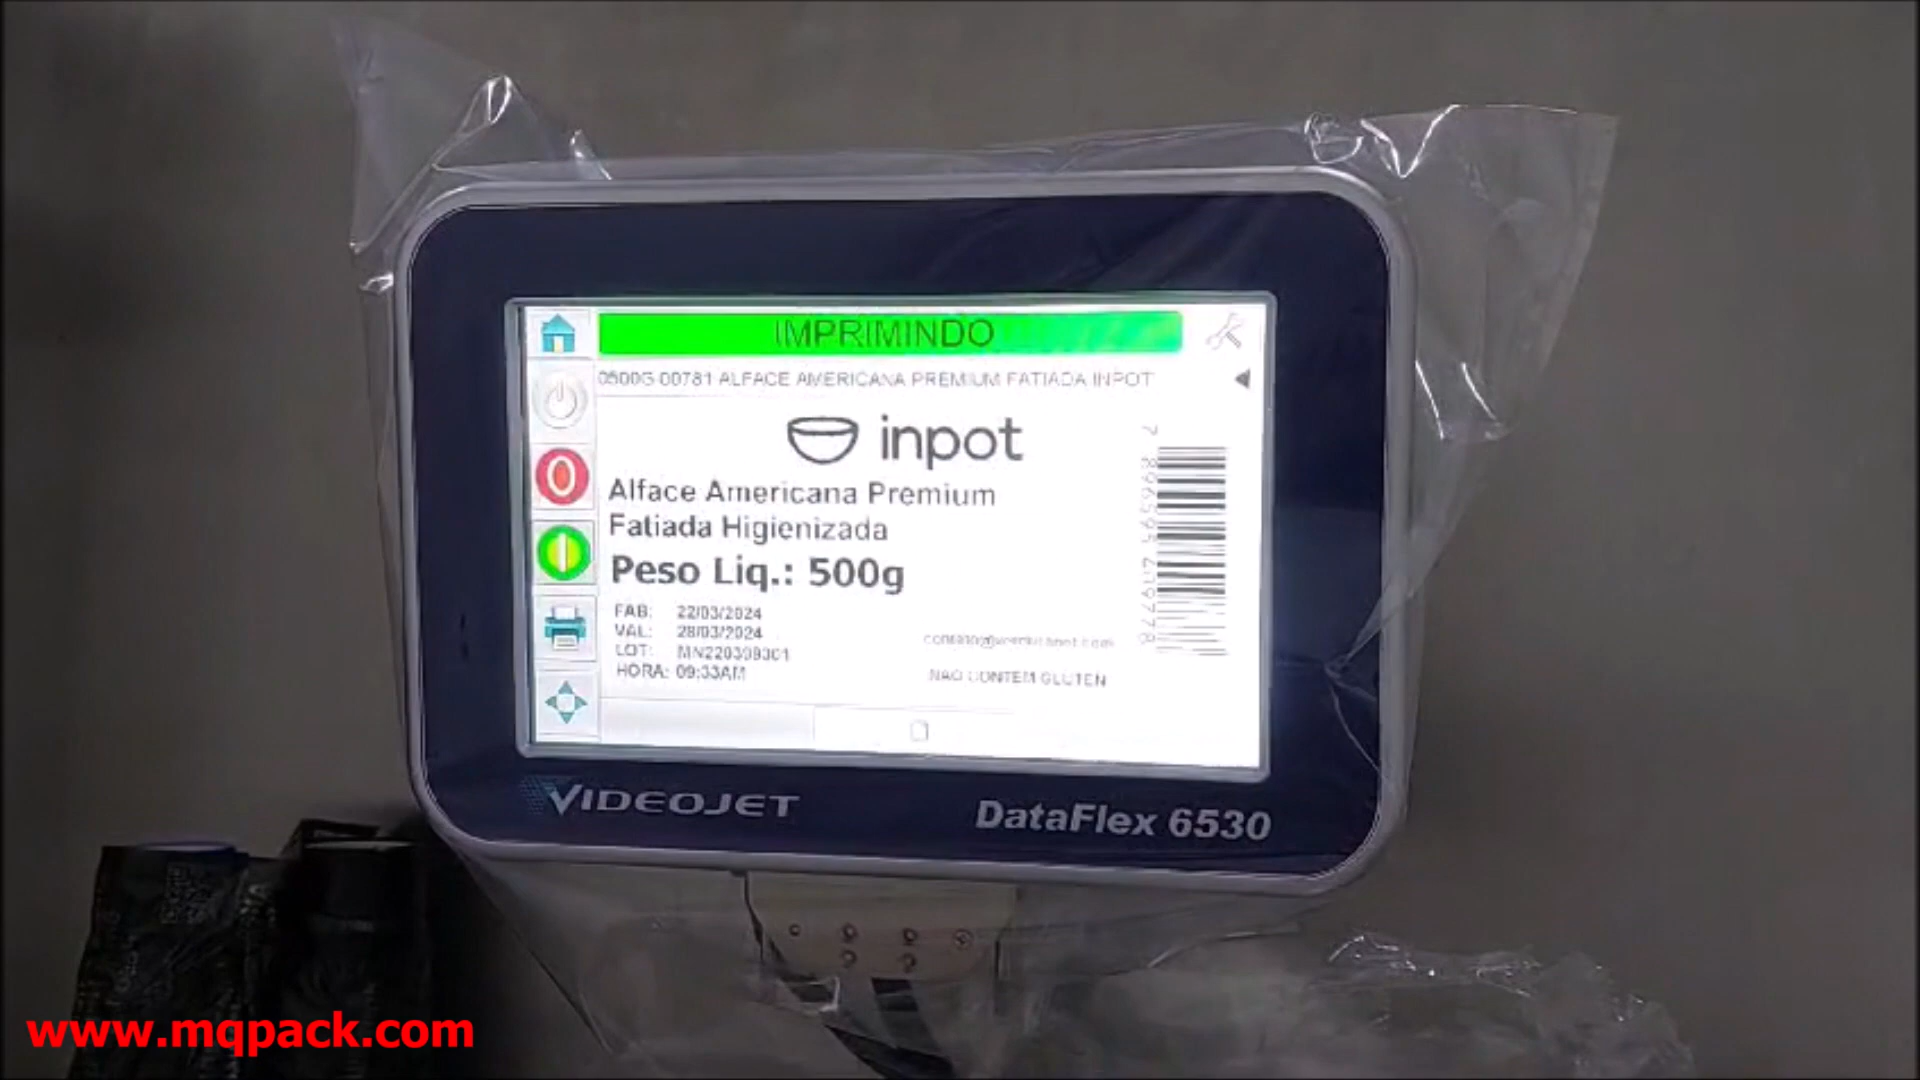 IMPRIMINDO
0500G 00781 ALFACE AMERICANA PREMIUM FATIADA INPOT
inpot
Alface Americana Premium
Fatiada Higienizada
Peso Liq.: 500g
FAB: 22/03/2024
VAL: 28/03/2024
LOT:
HORA: 09:33AM
NAO CONTEM GLUTEN
VIDEOJET
DataFlex 6530
www.mqpack.com